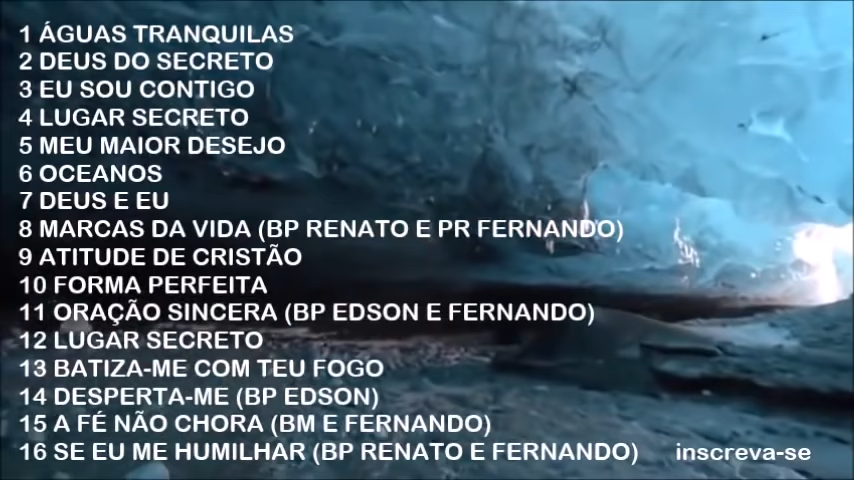 1 ÁGUAS TRANQUILAS
2 DEUS DO SECRETO
3 EU SOU CONTIGO
4 LUGAR SECRETO
5 MEU MAIOR DESEJO
6 OCEANOS
7 DEUS E EU
8 MARCAS DA VIDA (BP RENATO E PR FERNANDO)
9 ATITUDE DE CRISTÃO
10 FORMA PERFEITA
11 ORAÇÃO SINCERA (BP EDSON E FERNANDO)
12 LUGAR SECRETO
13 BATIZA-ME COM TEU FOGO
14 DESPERTA-ME (BP EDSON)
15 A FÉ NÃO CHORA (BM E FERNANDO)
16 SE EU ME HUMILHAR (BP RENATO E FERNANDO) inscreva-se